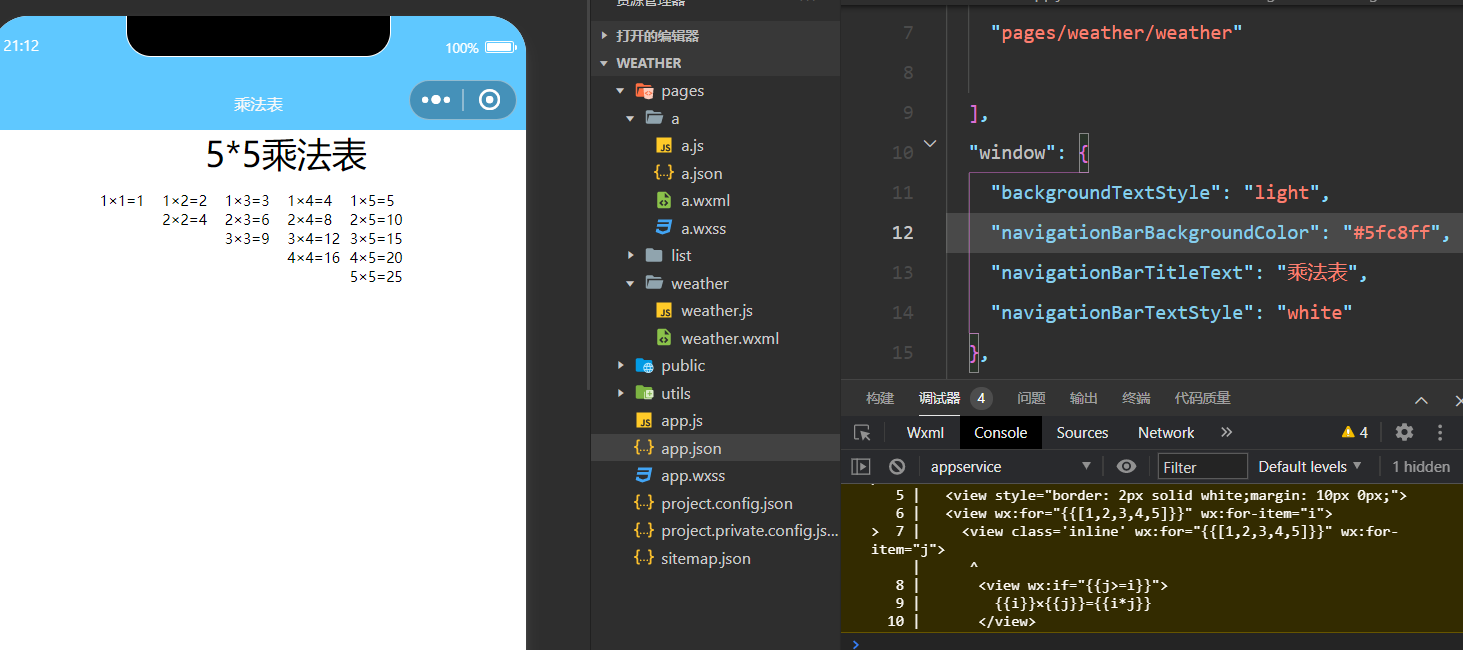 21:12
100%
乘法表
5*5乘法表
1×1=1 1×2=2 1×3=3 1×4=4 1×5=5
2×2=4 2×3=6 2×4=8 2×5=10
3×3=9 3×4=12 3×5=15
4×4=16 4×5=20
5×5=25
资源管理器
打开的编辑器
WEATHER
pages
a
JS a.js
{..} a.json
a.wxml
a.wxss
list
weather
JS weather.js
weather.wxml
public
utils
JS app.js
{..} app.json
app.wxss
{..} project.config.json
{..} project.private.config.js...
{..} sitemap.json
7 "pages/weather/weather"
8
9 ],
10 "window": {
11 "backgroundTextStyle": "light",
12 "navigationBarBackgroundColor": "#5fc8ff",
13 "navigationBarTitleText": "乘法表",
14 "navigationBarTextStyle": "white"
15 },
构建 调试器 4 问题 输出 终端 代码质量
Wxml Console Sources Network » 4
appservice Filter Default levels 1 hidden
5 | <view style="border: 2px solid white;margin: 10px 0px;">
6 | <view wx:for="{{[1,2,3,4,5]}}" wx:for-item="i">
> 7 | <view class='inline' wx:for="{{[1,2,3,4,5]}}" wx:for-
item="j">
| ^
8 | <view wx:if="{{j>=i}}">
9 | {{i}}x{{j}}={{i*j}}
10 | </view>
>